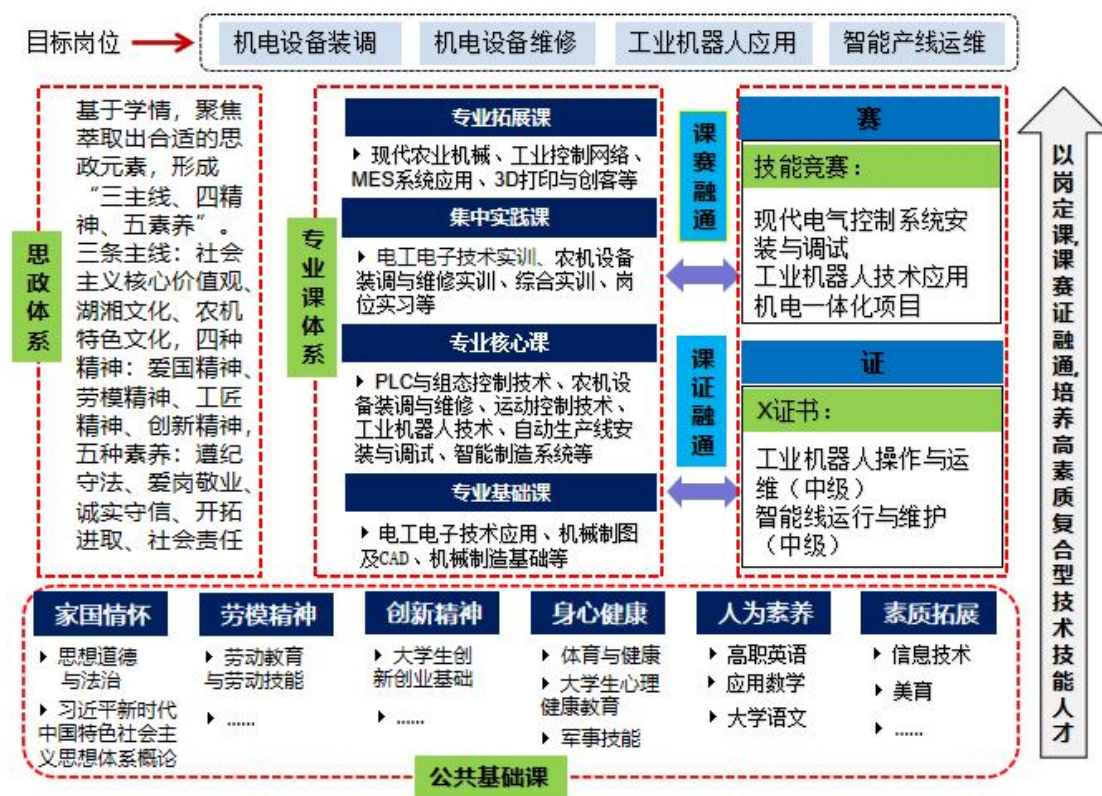 目标岗位
机电设备装调
机电设备维修
工业机器人应用
智能产线运维
思政体系
基于学情，聚焦
萃取出合适的思
政元素，形成
“三主线、四精
神、五素养”。
三条主线：社会
主义核心价值观、
湖湘文化、农机
特色文化，四种
精神：爱国精神、
劳模精神、工匠
精神、创新精神，
五种素养：遵纪
守法、爱岗敬业、
诚实守信、开拓
进取、社会责任
专业课体系
专业拓展课
现代农业机械、工业控制网络、
MES系统应用、3D打印与创客等
集中实践课
电工电子技术实训、农机设备
装调与维修实训、综合实训、岗
位实习等
专业核心课
PLC与组态控制技术、农机设
备装调与维修、运动控制技术、
工业机器人技术、自动生产线安
装与调试、智能制造系统等
专业基础课
电工电子技术应用、机械制图
及CAD、机械制造基础等
课赛融通
课证融通
赛
技能竞赛：
现代电气控制系统安
装与调试
工业机器人技术应用
机电一体化项目
证
X证书：
工业机器人操作与运
维（中级）
智能线运行与维护
（中级）
以岗定课,课赛证融通,培养高素质复合型技术技能人才
家国情怀
思想道德
与法治
习近平新时代
中国特色社会主
义思想体系概论
劳模精神
劳动教育
与劳动技能
......
创新精神
大学生创
新创业基础
......
身心健康
体育与健康
大学生心理
健康教育
军事技能
人为素养
高职英语
应用数学
大学语文
素质拓展
信息技术
美育
......
公共基础课